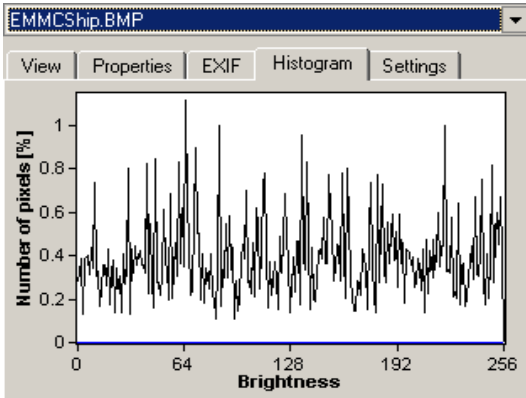 EMMCShip.BMP
View Properties EXIF Histogram Settings
Number of pixels [%]
1
0.8
0.6
0.4
0.2
0
0 64 128 192 256
Brightness